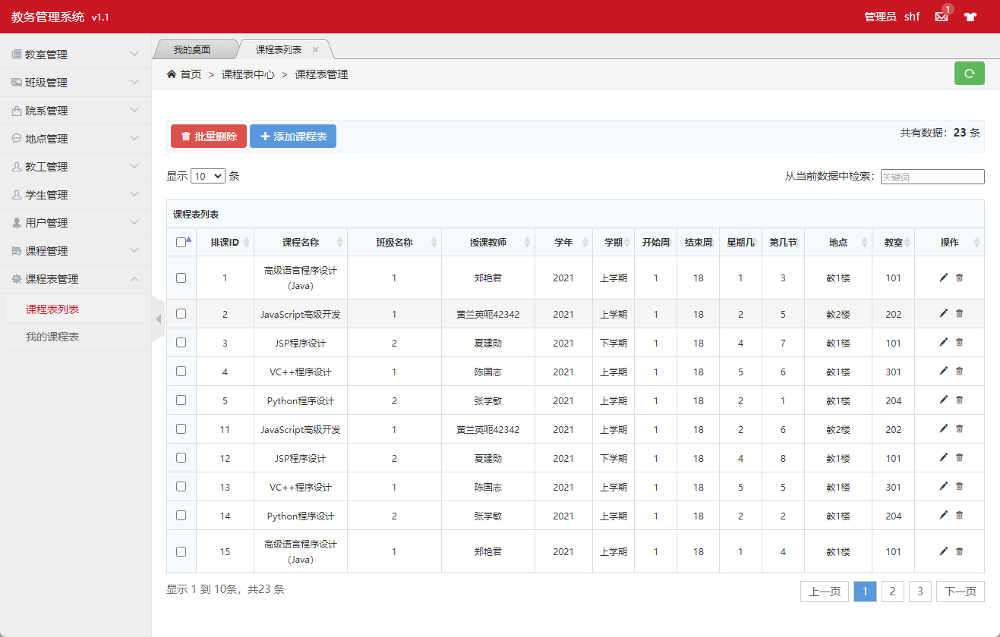 教务管理系统 v1.1
管理员 shf 1
教室管理
班级管理
院系管理
地点管理
教工管理
学生管理
用户管理
课程管理
课程表管理
课程表列表
我的课程表
我的桌面 课程表列表
首页 > 课程表中心 > 课程表管理
批量删除 添加课程表 共有数据：23 条
显示 10 条 从当前数据中检索：关键词
课程表列表
排课ID 课程名称 班级名称 授课教师 学年 学期 开始周 结束周 星期几 第几节 地点 教室 操作
1 高级语言程序设计（Java） 1 郑艳君 2021 上学期 1 18 1 3 教1楼 101
2 JavaScript高级开发 1 黄兰英呃42342 2021 上学期 1 18 2 5 教2楼 202
3 JSP程序设计 2 夏建勋 2021 下学期 1 18 4 7 教1楼 101
4 VC++程序设计 1 陈国志 2021 上学期 1 18 5 6 教1楼 301
5 Python程序设计 2 张学敏 2021 上学期 1 18 2 1 教1楼 204
11 JavaScript高级开发 1 黄兰英呃42342 2021 上学期 1 18 2 6 教2楼 202
12 JSP程序设计 2 夏建勋 2021 下学期 1 18 4 8 教1楼 101
13 VC++程序设计 1 陈国志 2021 上学期 1 18 5 5 教1楼 301
14 Python程序设计 2 张学敏 2021 上学期 1 18 2 2 教1楼 204
15 高级语言程序设计（Java） 1 郑艳君 2021 上学期 1 18 1 4 教1楼 101
显示 1 到 10条，共23 条
上一页 1 2 3 下一页